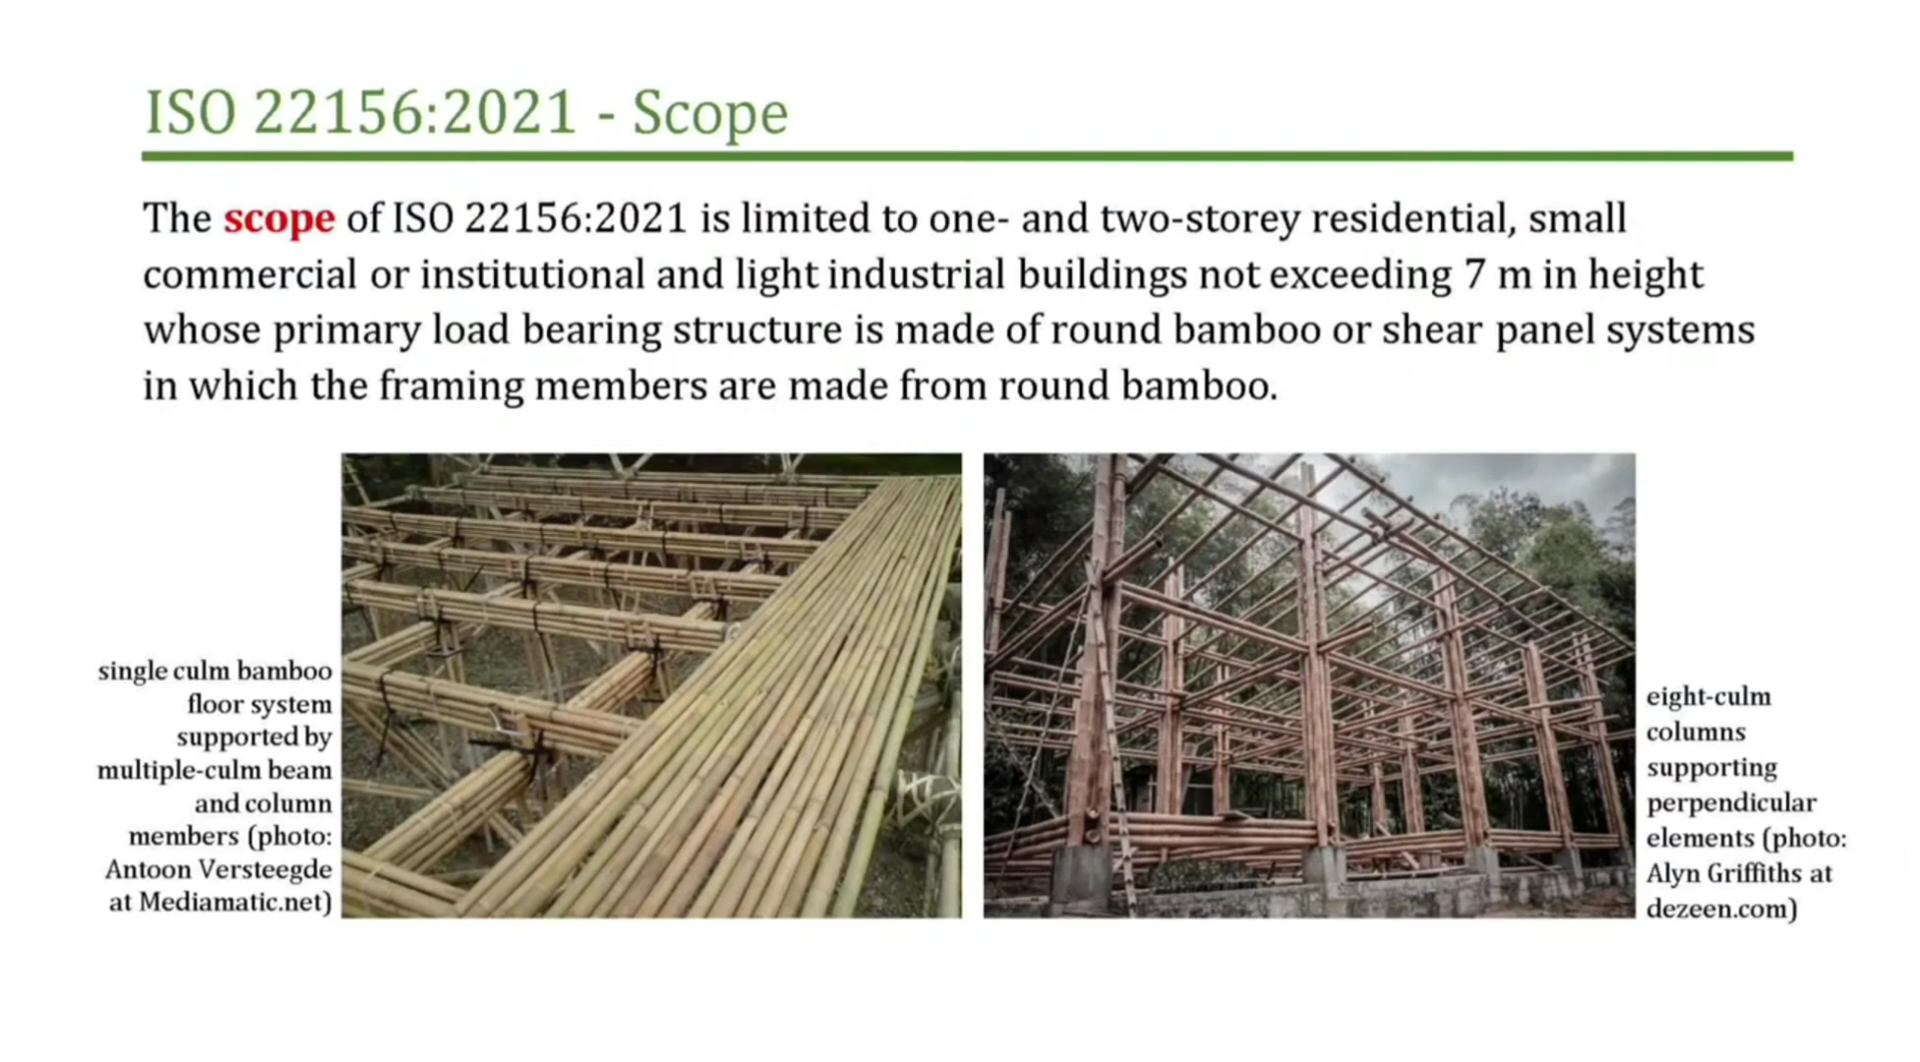 ISO 22156:2021 - Scope
The scope of ISO 22156:2021 is limited to one- and two-storey residential, small
commercial or institutional and light industrial buildings not exceeding 7 m in height
whose primary load bearing structure is made of round bamboo or shear panel systems
in which the framing members are made from round bamboo.
single culm bamboo
floor system
supported by
multiple-culm beam
and column
members (photo:
Antoon Versteegde
at Mediamatic.net)
eight-culm
columns
supporting
perpendicular
elements (photo:
Alyn Griffiths at
dezeen.com)